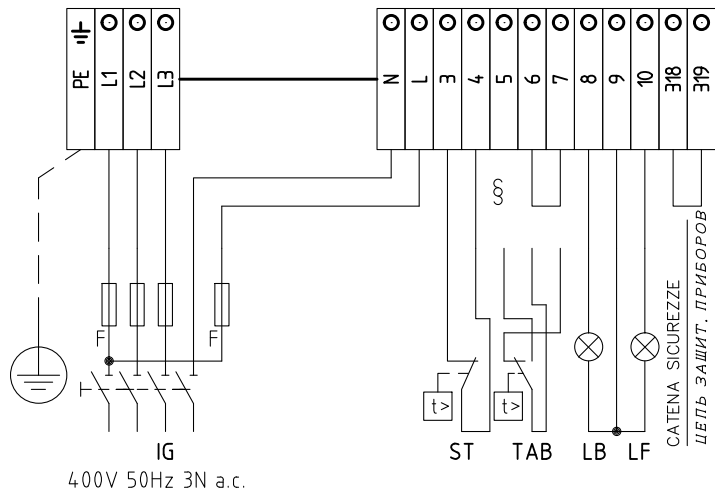 PE L1 L2 L3 N L 3 4 5 6 7 8 9 10 318 319
§
F F
t> t>
IG ST TAB LB LF
400V 50Hz 3N a.c.
CATENA SICUREZZE
ЦЕПЬ ЗАЩИТ. ПРИБОРОВ